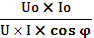 Uo × Io
U × I × cos φ